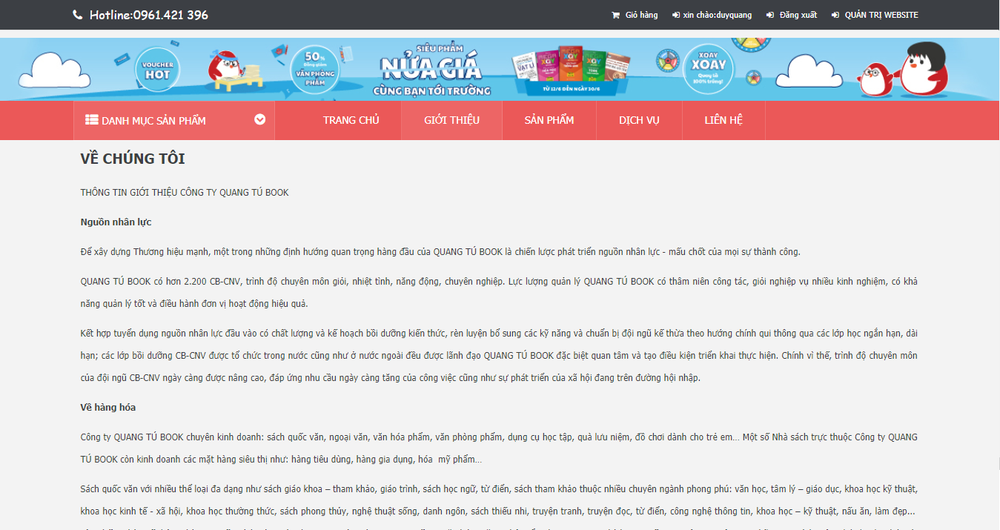 Hotline:0961.421 396
Giỏ hàng
xin chào:duyquang
Đăng xuất
QUẢN TRỊ WEBSITE
VOUCHER
HOT
50%
Đồng giảm
VĂN PHÒNG
PHẨM
SIÊU PHẨM
NỬA GIÁ
CÙNG BẠN TỚI TRƯỜNG
TỪ 12/6 ĐẾN NGÀY 30/6
XOAY
XOAY
Quay là
100% trúng!
DANH MỤC SẢN PHẨM
TRANG CHỦ
GIỚI THIỆU
SẢN PHẨM
DỊCH VỤ
LIÊN HỆ
VỀ CHÚNG TÔI
THÔNG TIN GIỚI THIỆU CÔNG TY QUANG TÚ BOOK
Nguồn nhân lực
Để xây dựng Thương hiệu mạnh, một trong những định hướng quan trọng hàng đầu của QUANG TÚ BOOK là chiến lược phát triển nguồn nhân lực - mấu chốt của mọi sự thành công.
QUANG TÚ BOOK có hơn 2.200 CB-CNV, trình độ chuyên môn giỏi, nhiệt tình, năng động, chuyên nghiệp. Lực lượng quản lý QUANG TÚ BOOK có thâm niên công tác, giỏi nghiệp vụ nhiều kinh nghiệm, có khả
năng quản lý tốt và điều hành đơn vị hoạt động hiệu quả.
Kết hợp tuyển dụng nguồn nhân lực đầu vào có chất lượng và kế hoạch bồi dưỡng kiến thức, rèn luyện bổ sung các kỹ năng và chuẩn bị đội ngũ kế thừa theo hướng chính qui thông qua các lớp học ngắn hạn, dài
hạn; các lớp bồi dưỡng CB-CNV được tổ chức trong nước cũng như ở nước ngoài đều được lãnh đạo QUANG TÚ BOOK đặc biệt quan tâm và tạo điều kiện triển khai thực hiện. Chính vì thế, trình độ chuyên môn
của đội ngũ CB-CNV ngày càng được nâng cao, đáp ứng nhu cầu ngày càng tăng của công việc cũng như sự phát triển của xã hội đang trên đường hội nhập.
Về hàng hóa
Công ty QUANG TÚ BOOK chuyên kinh doanh: sách quốc văn, ngoại văn, văn hóa phẩm, văn phòng phẩm, dụng cụ học tập, quà lưu niệm, đồ chơi dành cho trẻ em… Một số Nhà sách trực thuộc Công ty QUANG
TÚ BOOK còn kinh doanh các mặt hàng siêu thị như: hàng tiêu dùng, hàng gia dụng, hóa mỹ phẩm…
Sách quốc văn với nhiều thể loại đa dạng như sách giáo khoa – tham khảo, giáo trình, sách học ngữ, từ điển, sách tham khảo thuộc nhiều chuyên ngành phong phú: văn học, tâm lý – giáo dục, khoa học kỹ thuật,
khoa học kinh tế - xã hội, khoa học thường thức, sách phong thủy, nghệ thuật sống, danh ngôn, sách thiếu nhi, truyện tranh, truyện đọc, từ điển, công nghệ thông tin, khoa học – kỹ thuật, nấu ăn, làm đẹp...